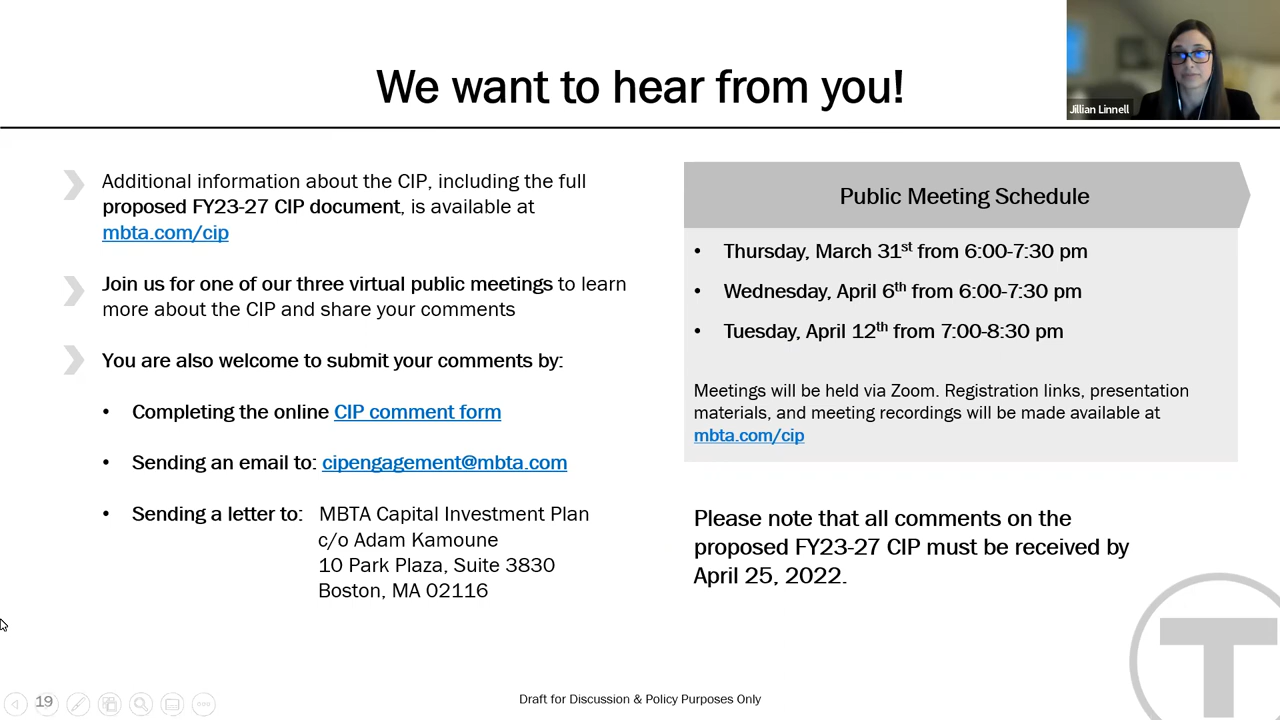 We want to hear from you!
Jillian Linnell
Additional information about the CIP, including the full
proposed FY23-27 CIP document, is available at
mbta.com/cip
Join us for one of our three virtual public meetings to learn
more about the CIP and share your comments
You are also welcome to submit your comments by:
• Completing the online CIP comment form
• Sending an email to: cipengagement@mbta.com
• Sending a letter to: MBTA Capital Investment Plan
c/o Adam Kamoune
10 Park Plaza, Suite 3830
Boston, MA 02116
Public Meeting Schedule
• Thursday, March 31st from 6:00-7:30 pm
• Wednesday, April 6th from 6:00-7:30 pm
• Tuesday, April 12th from 7:00-8:30 pm
Meetings will be held via Zoom. Registration links, presentation
materials, and meeting recordings will be made available at
mbta.com/cip
Please note that all comments on the
proposed FY23-27 CIP must be received by
April 25, 2022.
T
19
Draft for Discussion & Policy Purposes Only